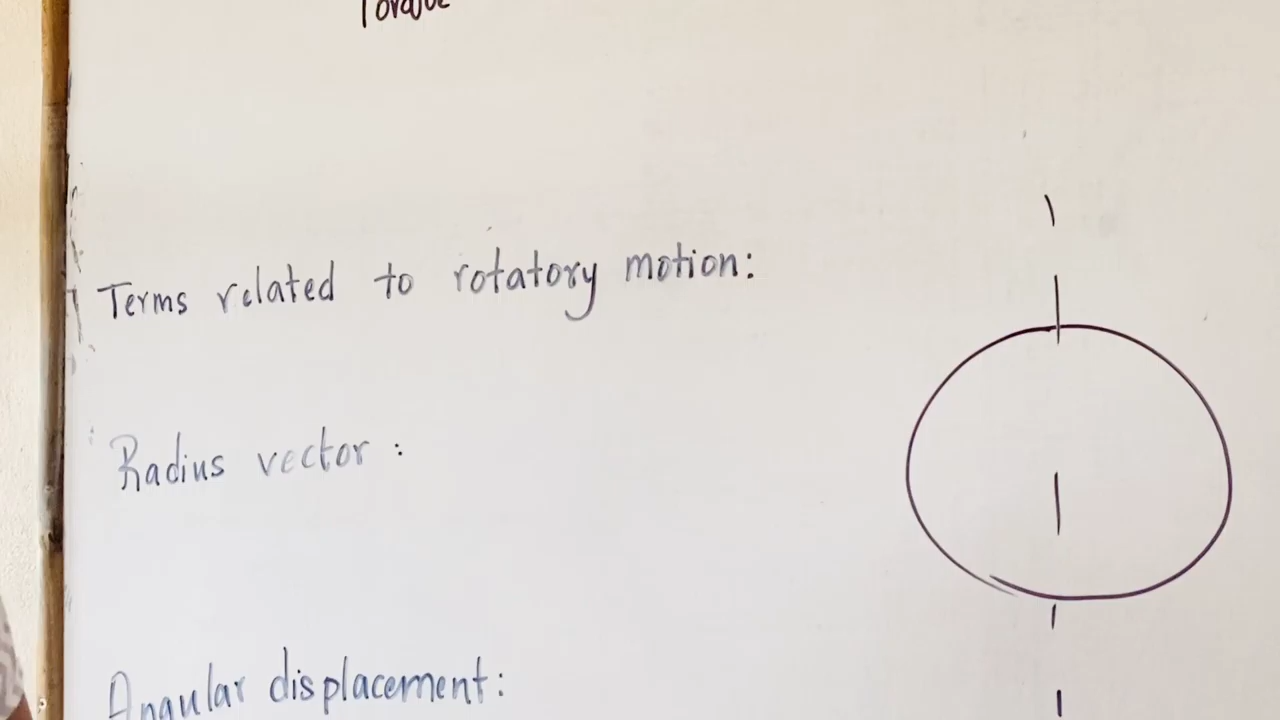 Torque
Terms related to rotatory motion:
Radius vector :
Angular displacement: